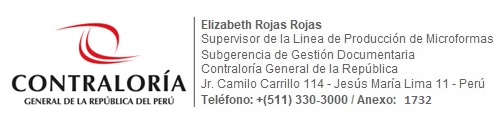 CONTRALORÍA
GENERAL DE LA REPÚBLICA DEL PERÚ
Elizabeth Rojas Rojas
Supervisor de la Linea de Producción de Microformas
Subgerencia de Gestión Documentaria
Contraloría General de la República
Jr. Camilo Carrillo 114 - Jesús María Lima 11 - Perú
Teléfono: +(511) 330-3000 / Anexo: 1732